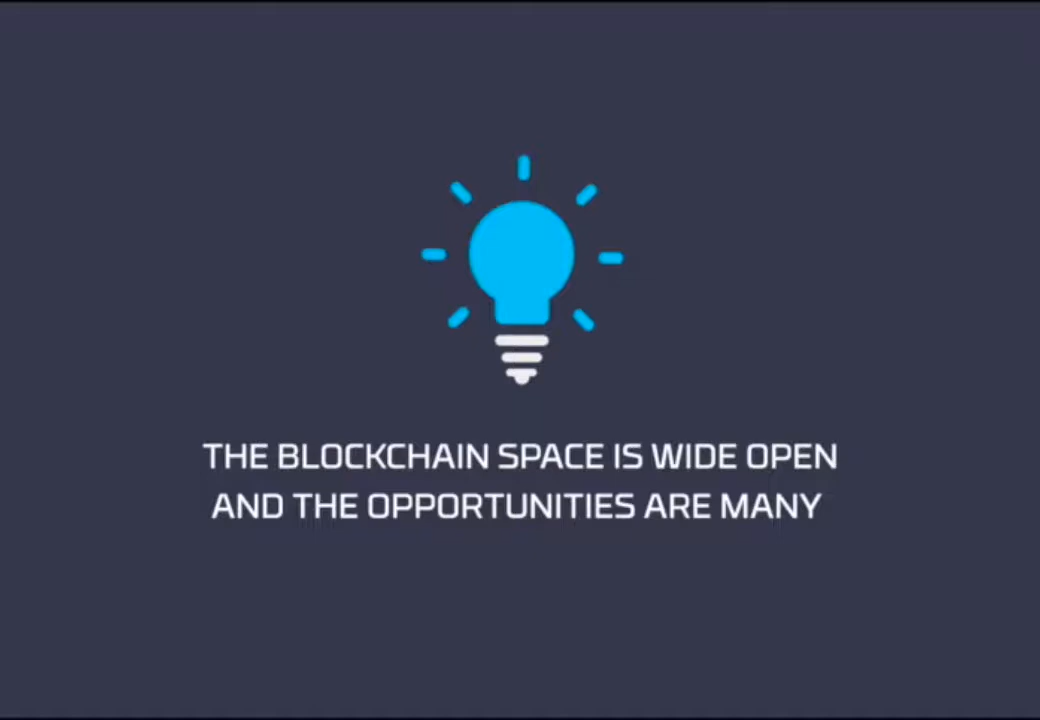 THE BLOCKCHAIN SPACE IS WIDE OPEN
AND THE OPPORTUNITIES ARE MANY